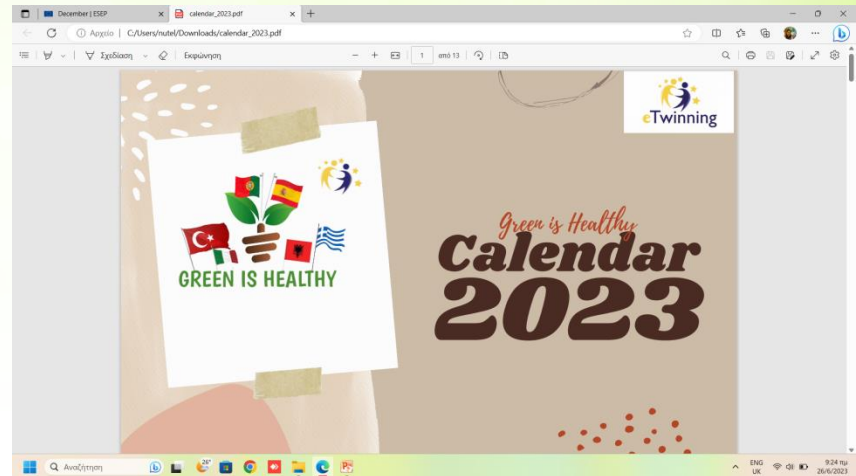 December | ESEP
calendar_2023.pdf
Αρχείο | C:/Users/nutel/Downloads/calendar_2023.pdf
Σχεδίαση
Εκφώνηση
1
από 13
eTwinning
GREEN IS HEALTHY
Green is Healthy
Calendar
2023
Αναζήτηση
26°
ENG
UK
9:24 πμ
26/6/2023